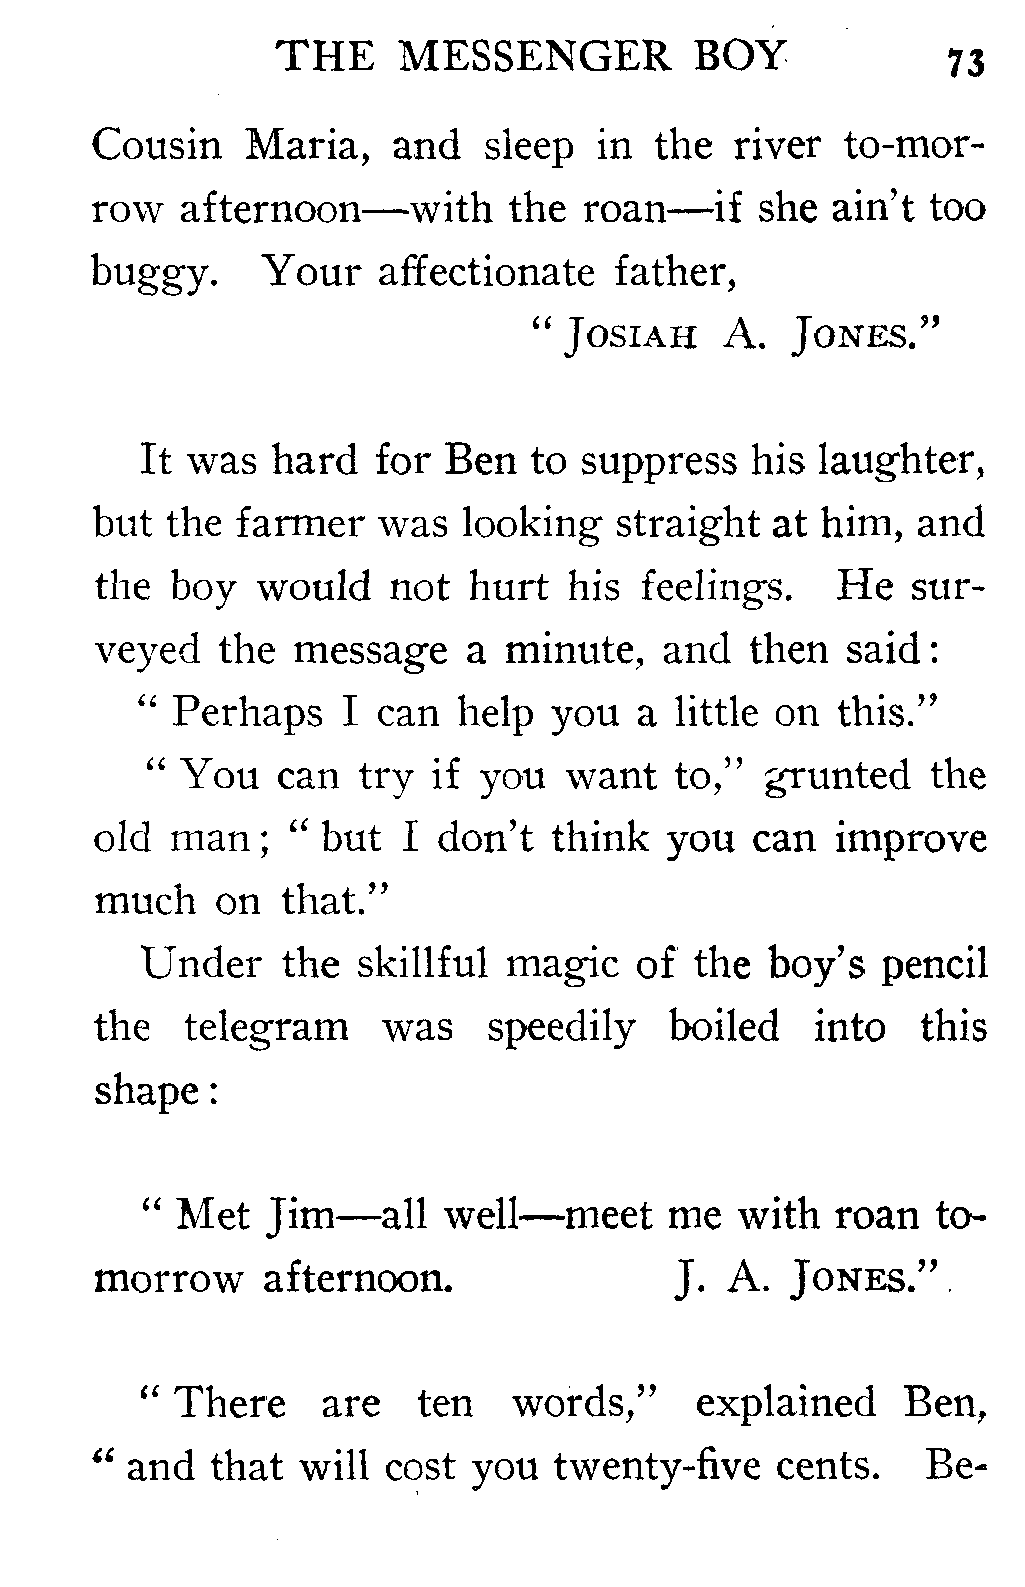 THE MESSENGER BOY 73
Cousin Maria, and sleep in the river to-mor-
row afternoon—with the roan—if she ain't too
buggy. Your affectionate father,
“ JOSIAH A. JONES.”
It was hard for Ben to suppress his laughter,
but the farmer was looking straight at him, and
the boy would not hurt his feelings. He sur-
veyed the message a minute, and then said :
“ Perhaps I can help you a little on this.”
“ You can try if you want to,” grunted the
old man ; “ but I don't think you can improve
much on that.”
Under the skillful magic of the boy's pencil
the telegram was speedily boiled into this
shape :
“ Met Jim—all well—meet me with roan to-
morrow afternoon. J. A. JONES.”
“ There are ten words,” explained Ben,
“ and that will cost you twenty-five cents. Be-